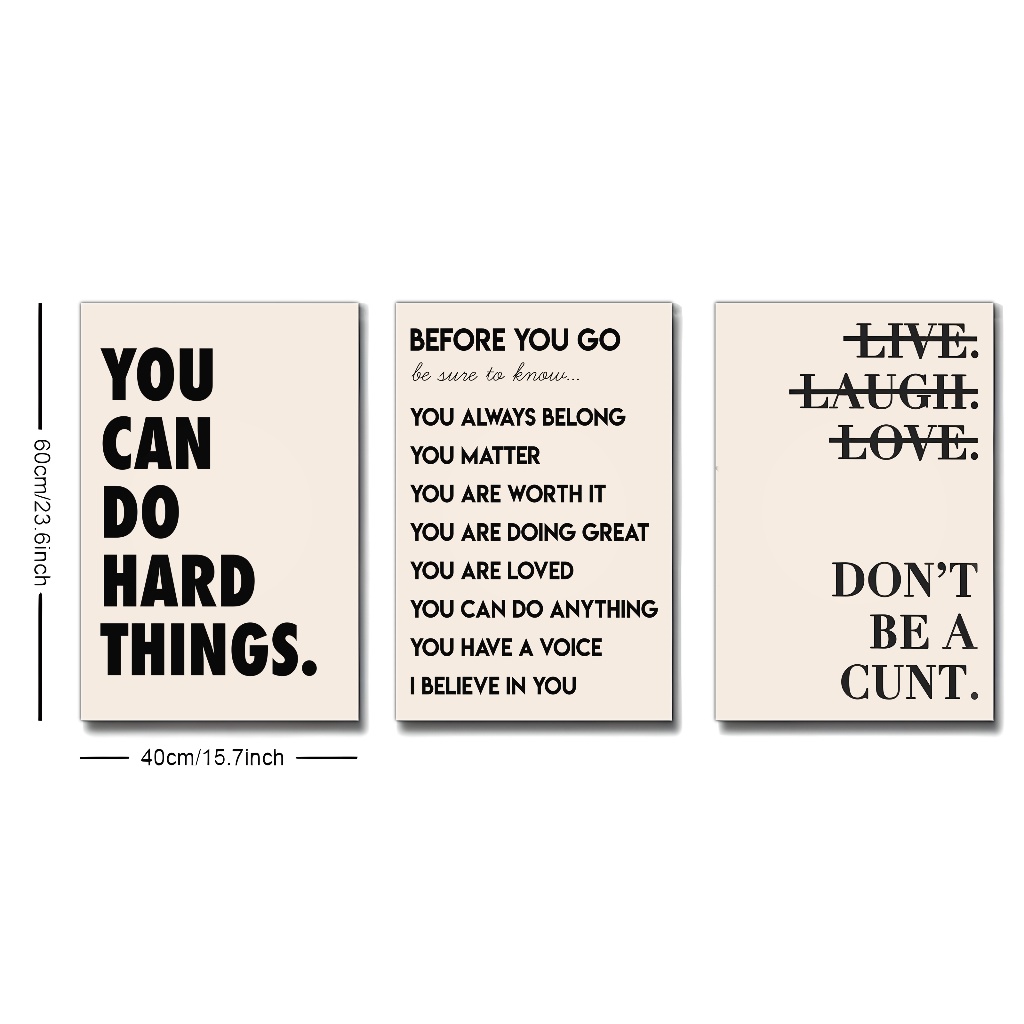 YOU
CAN
DO
HARD
THINGS.
BEFORE YOU GO
be sure to know...
YOU ALWAYS BELONG
YOU MATTER
YOU ARE WORTH IT
YOU ARE DOING GREAT
YOU ARE LOVED
YOU CAN DO ANYTHING
YOU HAVE A VOICE
I BELIEVE IN YOU
LIVE.
LAUGH.
LOVE.
DON'T
BE A
CUNT.
60cm/23.6inch
40cm/15.7inch